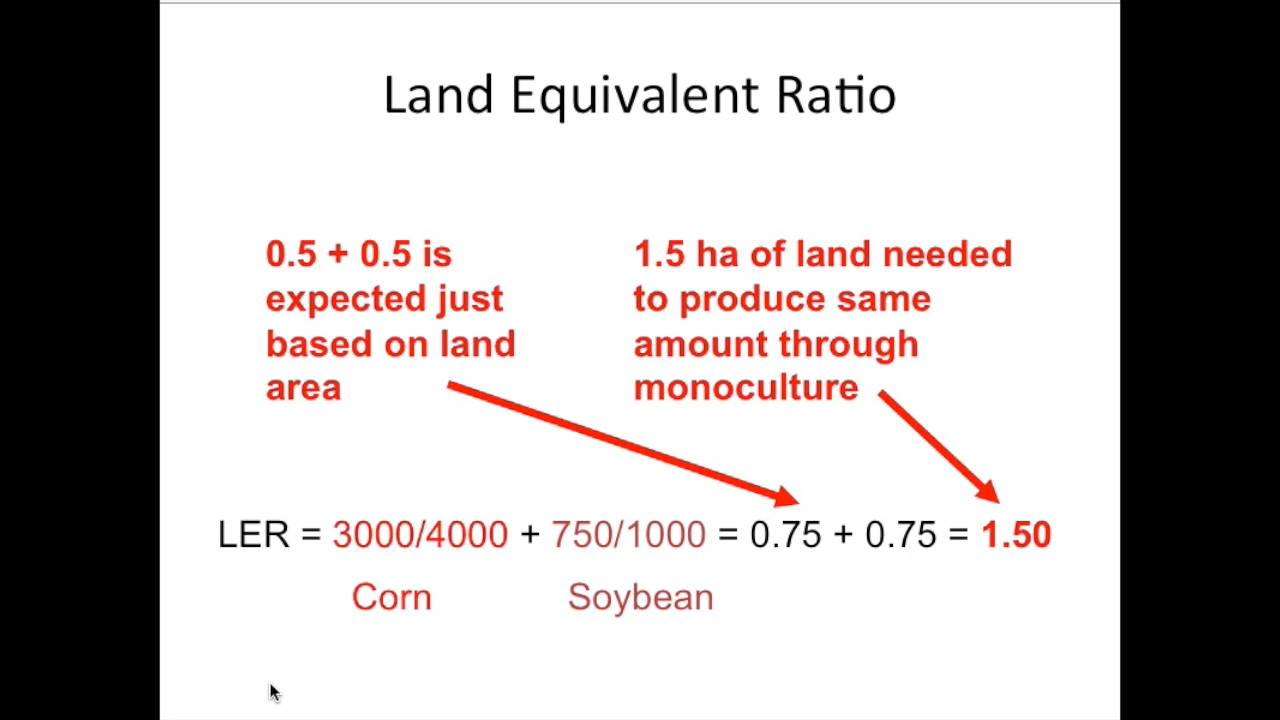 Land Equivalent Ratio
0.5 + 0.5 is
expected just
based on land
area
1.5 ha of land needed
to produce same
amount through
monoculture
LER = 3000/4000 + 750/1000 = 0.75 + 0.75 = 1.50
Corn
Soybean